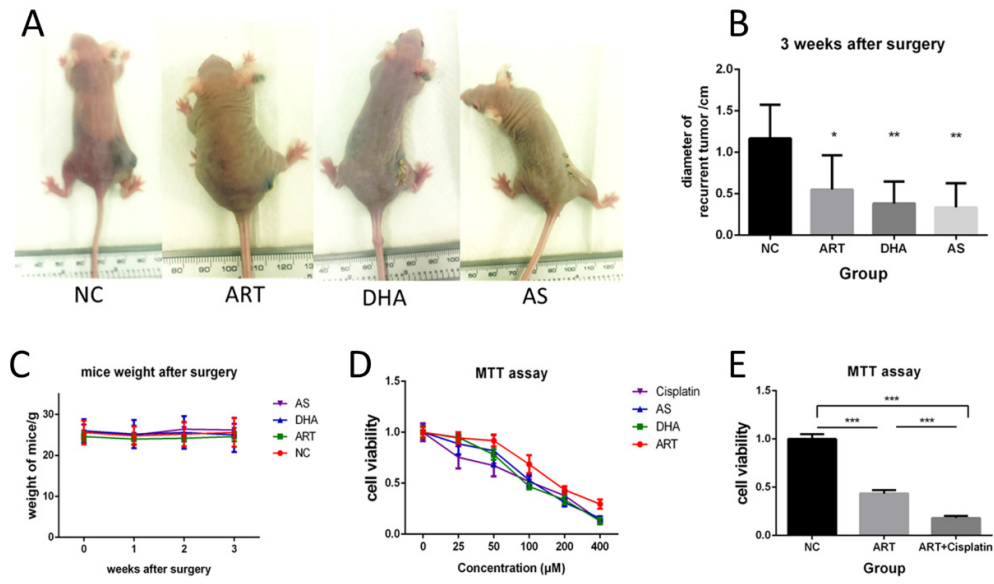 A
NC
ART
DHA
AS
B
3 weeks after surgery
diameter of
recurrent tumor /cm
2.0
1.5
1.0
0.5
0.0
*
**
**
NC
ART
DHA
AS
Group
C
mice weight after surgery
weight of mice/g
30
20
10
0
0
1
2
3
weeks after surgery
AS
DHA
ART
NC
D
MTT assay
cell viability
1.5
1.0
0.5
0.0
0
25
50
100
200
400
Concentration (μM)
Cisplatin
AS
DHA
ART
E
MTT assay
cell viability
1.5
1.0
0.5
0.0
***
***
***
NC
ART
ART+Cisplatin
Group